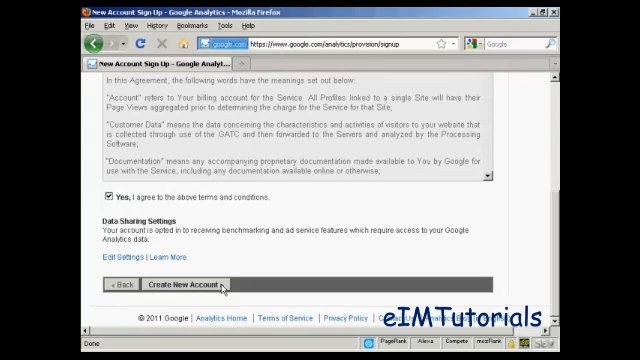 New Account Sign Up - Google Analytics - Mozilla Firefox
File Edit View History Bookmarks Tools Help
google.com https://www.google.com/analytics/provision/signup
Google
New Account Sign Up - Google Analyt...
In this Agreement, the following words have the meanings set out below:
"Account" refers to Your billing account for the Service. All Profiles linked to a single Site will have their
Page Views aggregated prior to determining the charge for the Service for that Site;
"Customer Data" means the data concerning the characteristics and activities of visitors to your website that
is collected through use of the GATC and then forwarded to the Servers and analyzed by the Processing
Software;
"Documentation" means any accompanying proprietary documentation made available to You by Google for
use with the Service, including any documentation available online or otherwise;
Yes, I agree to the above terms and conditions.
Data Sharing Settings
Your account is opted in to receiving benchmarking and ad service features which require access to your Google
Analytics data.
Edit Settings | Learn More
« Back Create New Account
eIMTutorials
© 2011 Google | Analytics Home | Terms of Service | Privacy Policy |
Done PageRank Alexa Compete mozRank